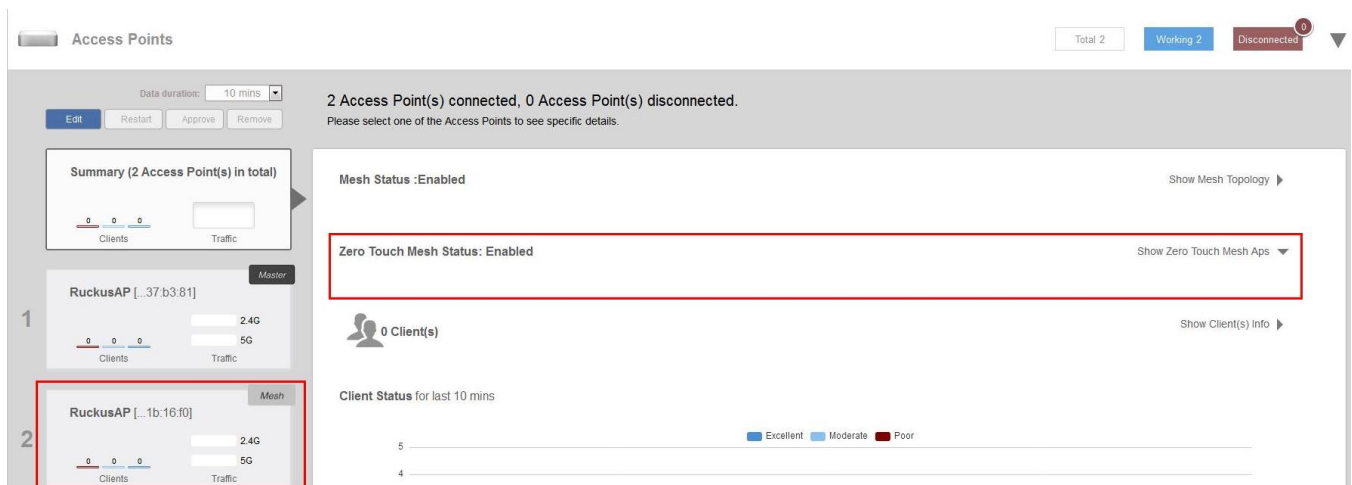 Access Points
Total 2
Working 2
Disconnected
0
Data duration: 10 mins
Edit Restart Approve Remove
2 Access Point(s) connected, 0 Access Point(s) disconnected.
Please select one of the Access Points to see specific details.
Summary (2 Access Point(s) in total)
0 0 0
Clients Traffic
Mesh Status :Enabled
Show Mesh Topology
Zero Touch Mesh Status: Enabled
Show Zero Touch Mesh Aps
1
Master
RuckusAP [...37:b3:81]
2.4G
0 0 0 5G
Clients Traffic
0 Client(s)
Show Client(s) Info
2
Mesh
RuckusAP [...1b:16:f0]
2.4G
0 0 0 5G
Clients Traffic
Client Status for last 10 mins
Excellent Moderate Poor
5
4